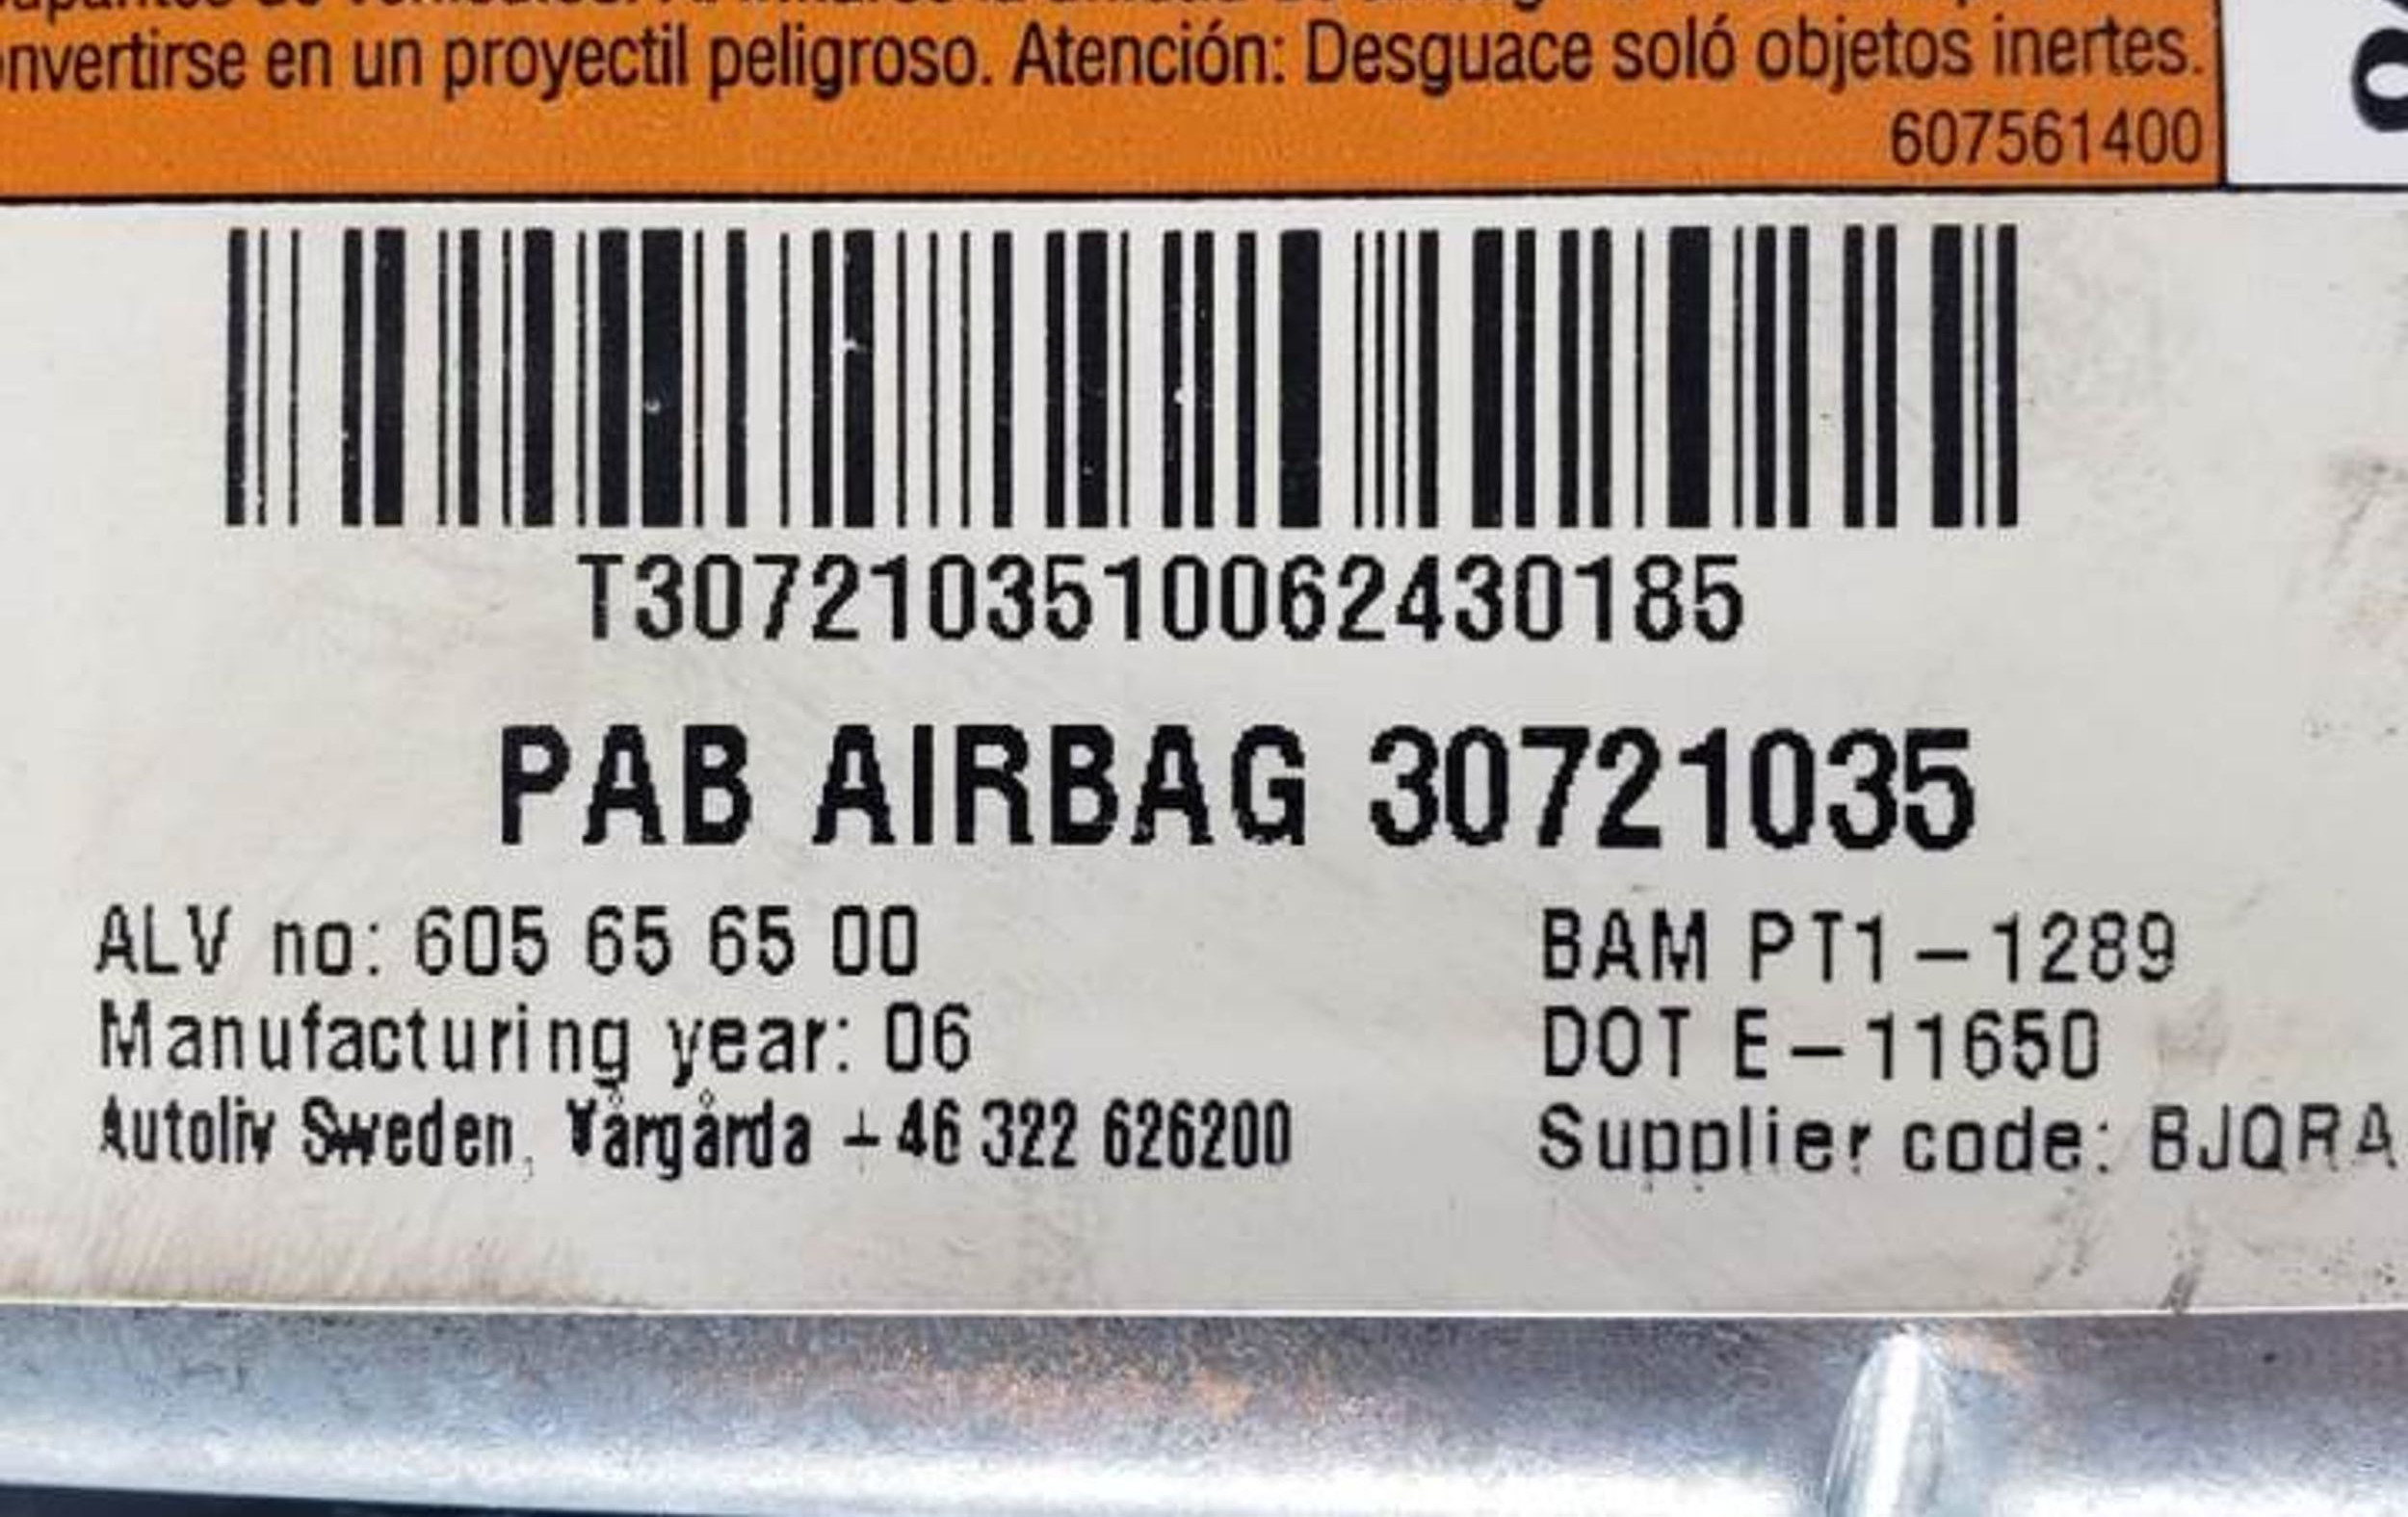 convertirse en un proyectil peligroso. Atención: Desguace soló objetos inertes.
607561400
T3072103510062430185
PAB AIRBAG 30721035
ALV no: 605 65 65 00
Manufacturing year: 06
Autoliv Sweden, Vårgårda +46 322 626200
BAM PT1-1289
DOT E-11650
Supplier code: BJQRA